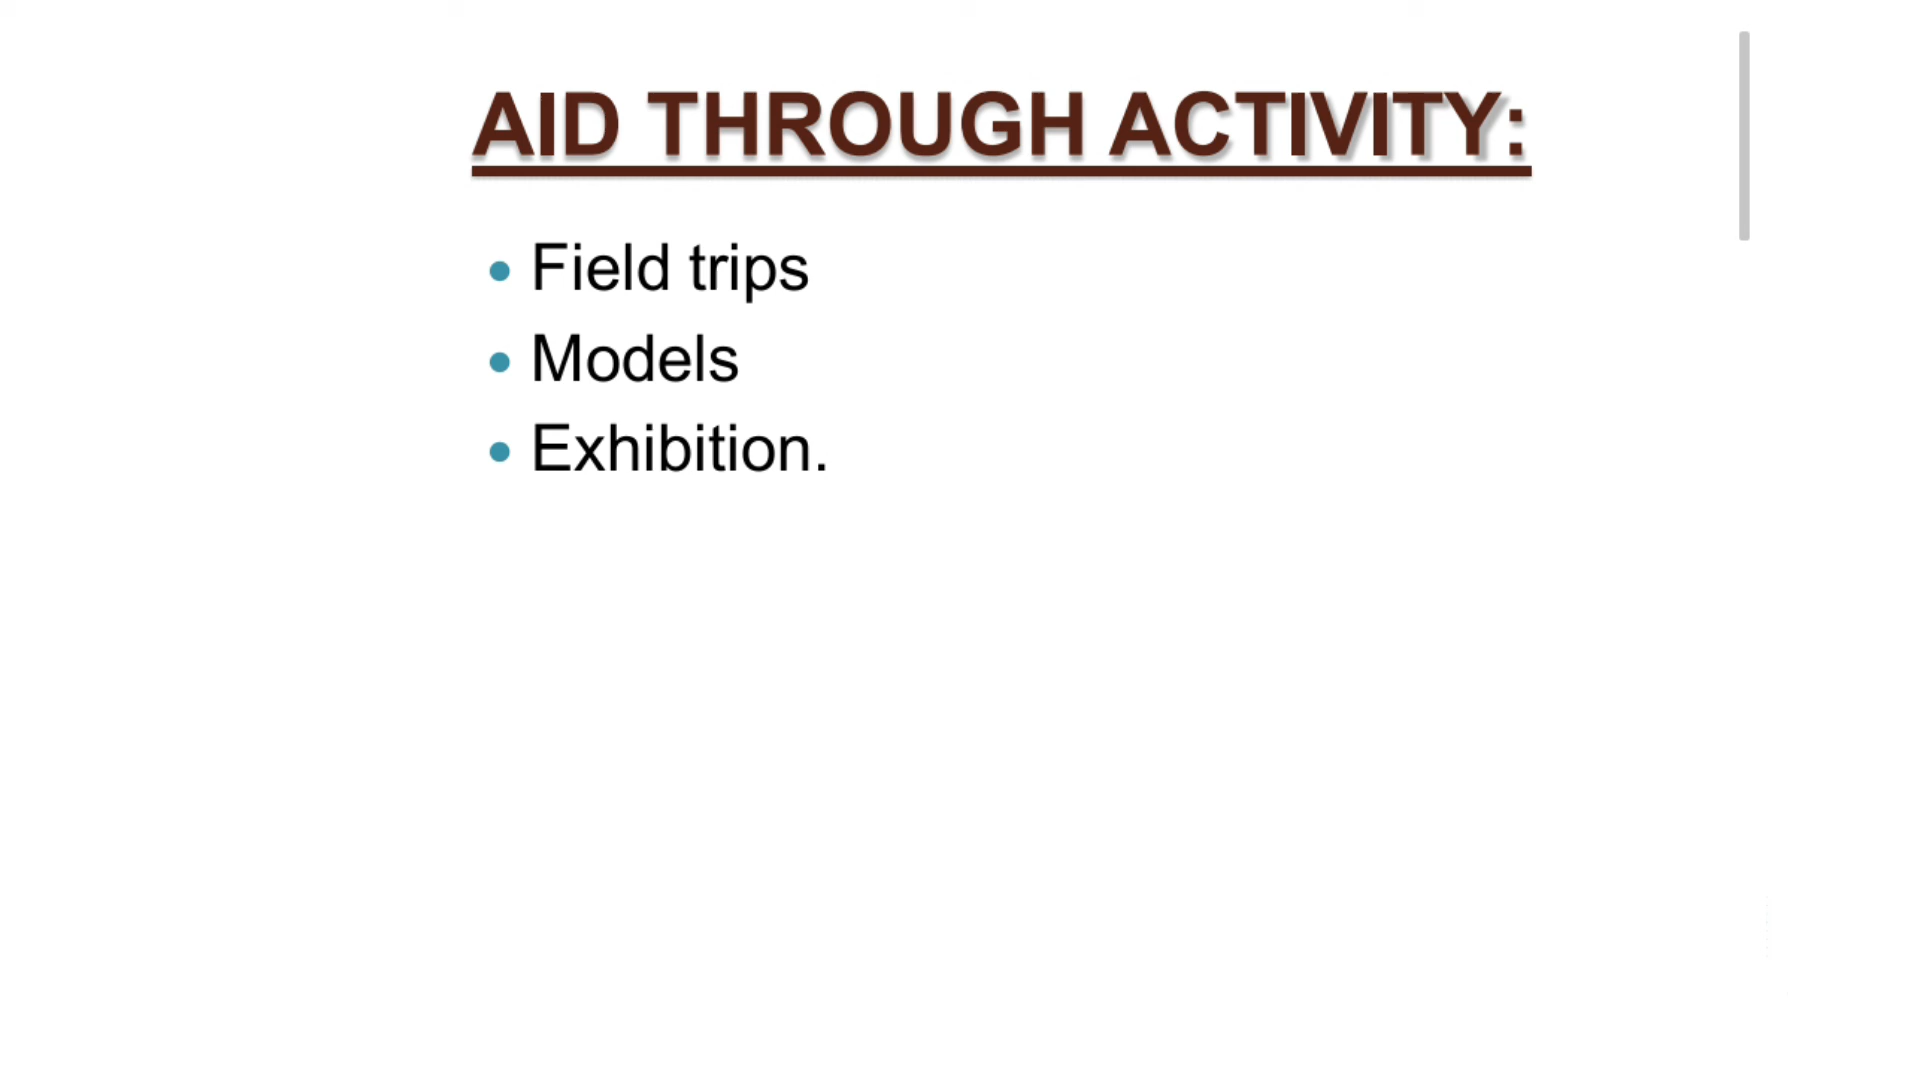 AID THROUGH ACTIVITY:
• Field trips
• Models
• Exhibition.